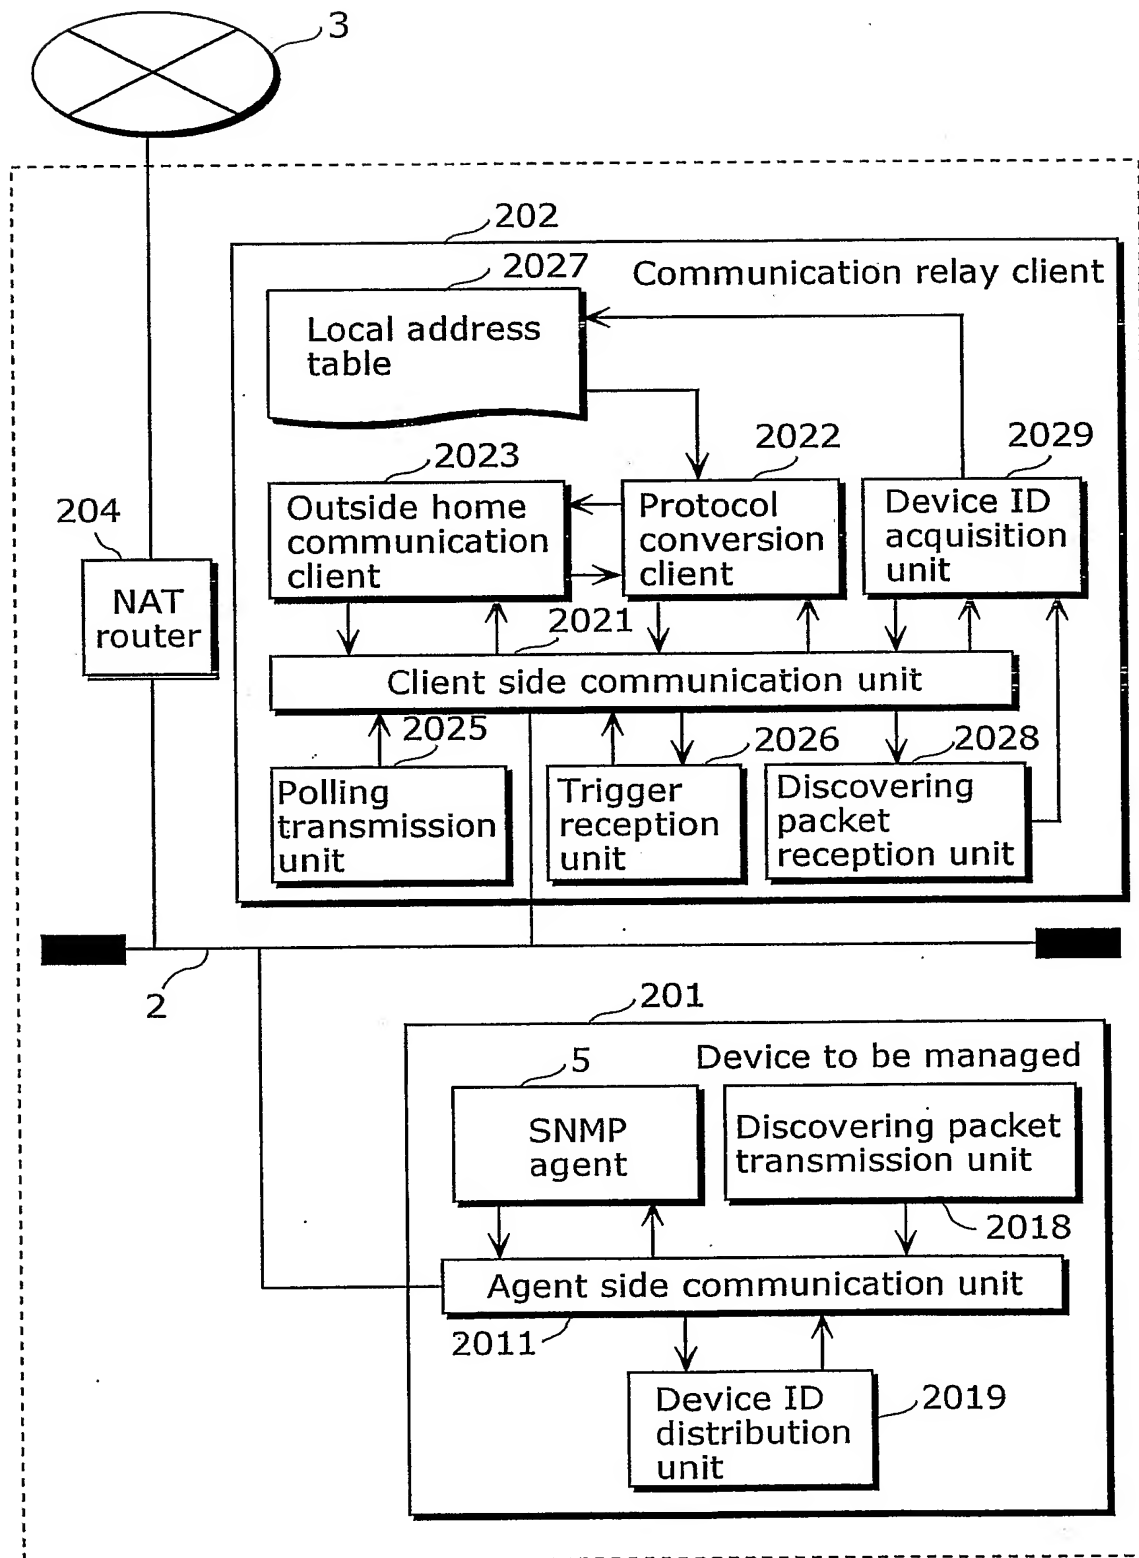 3
202
2027
Communication relay client
Local address
table
2022
2029
2023
Outside home
communication
client
Protocol
conversion
client
Device ID
acquisition
unit
204
NAT
router
2021
Client side communication unit
2025
2026
2028
Polling
transmission
unit
Trigger
reception
unit
Discovering
packet
reception unit
2
201
Device to be managed
5
SNMP
agent
Discovering packet
transmission unit
2018
Agent side communication unit
2011
Device ID
distribution
unit
2019